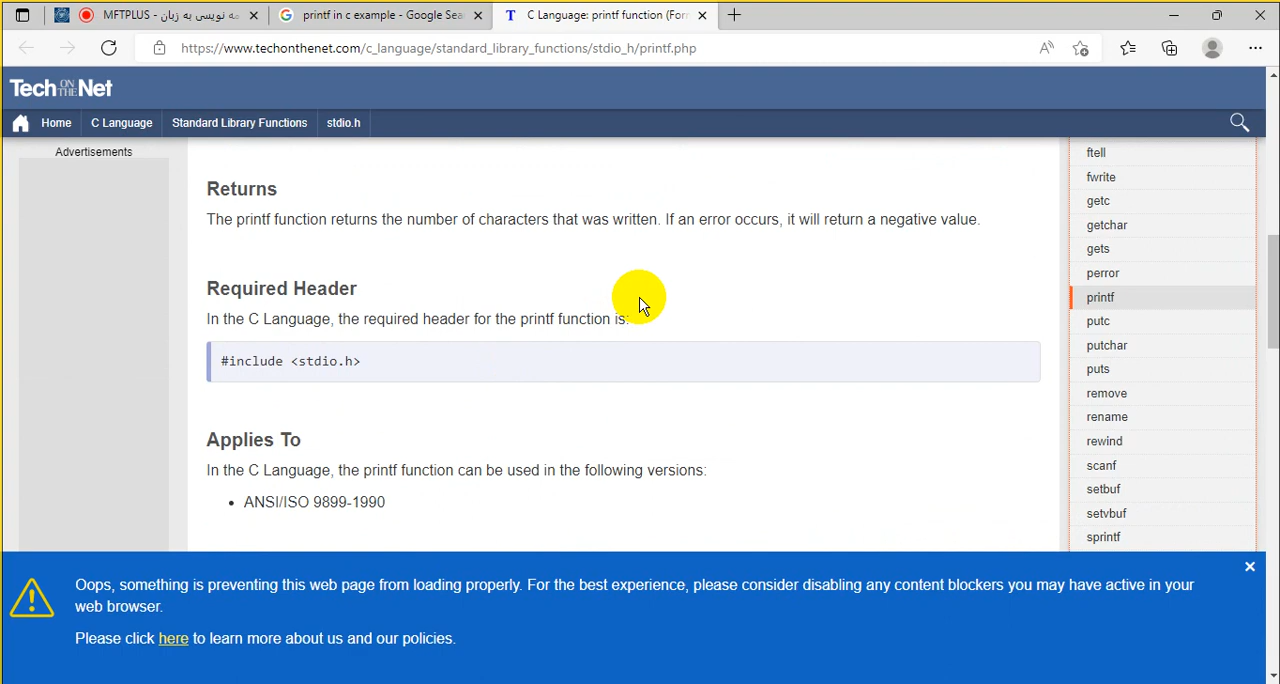 MFTPLUS - مه نویسی به زبان
printf in c example - Google Sea
T C Language: printf function (For
https://www.techonthenet.com/c_language/standard_library_functions/stdio_h/printf.php
Tech ON THE Net
Home
C Language
Standard Library Functions
stdio.h
Advertisements
Returns
The printf function returns the number of characters that was written. If an error occurs, it will return a negative value.
Required Header
In the C Language, the required header for the printf function is:
#include <stdio.h>
Applies To
In the C Language, the printf function can be used in the following versions:
• ANSI/ISO 9899-1990
ftell
fwrite
getc
getchar
gets
perror
printf
putc
putchar
puts
remove
rename
rewind
scanf
setbuf
setvbuf
sprintf
Oops, something is preventing this web page from loading properly. For the best experience, please consider disabling any content blockers you may have active in your
web browser.
Please click here to learn more about us and our policies.